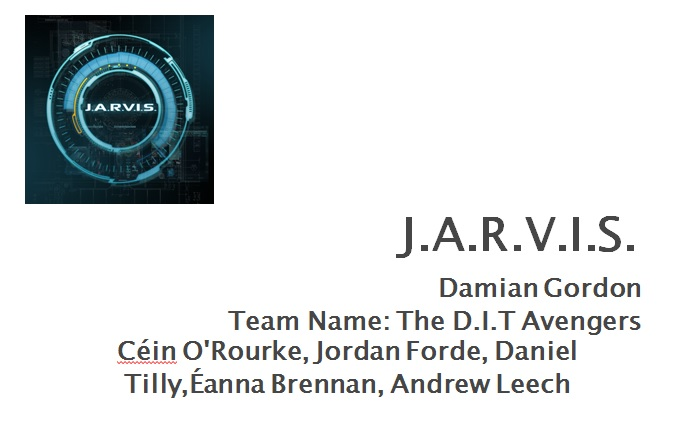 J.A.R.V.I.S.
J.A.R.V.I.S.
Damian Gordon
Team Name: The D.I.T Avengers
Céin O'Rourke, Jordan Forde, Daniel
Tilly,Éanna Brennan, Andrew Leech